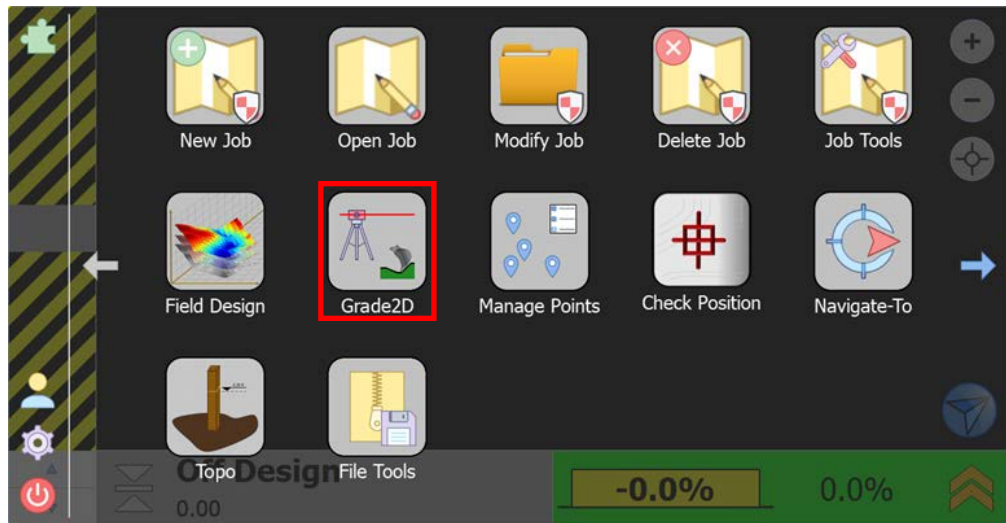 New Job
Open Job
Modify Job
Delete Job
Job Tools
Field Design
Grade2D
Manage Points
Check Position
Navigate-To
Topo
File Tools
Off Design
0.00
-0.0%
0.0%